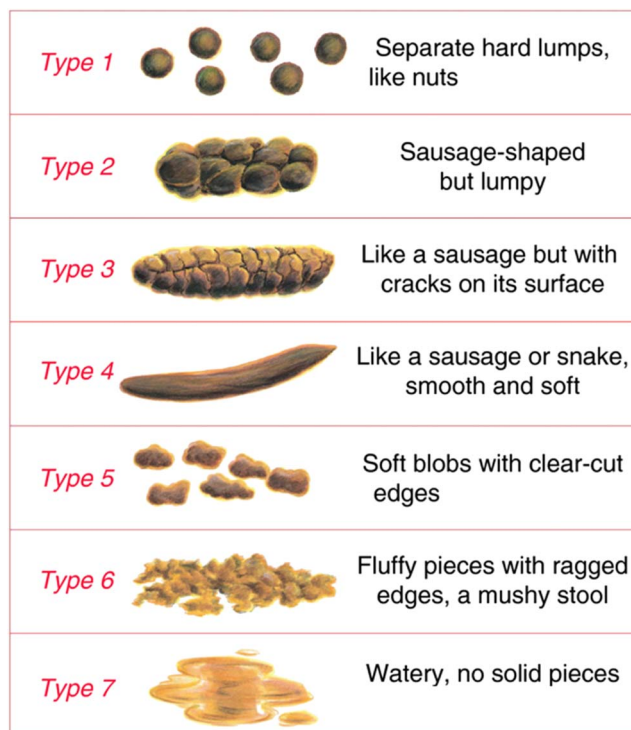 Type 1
Separate hard lumps,
like nuts
Type 2
Sausage-shaped
but lumpy
Type 3
Like a sausage but with
cracks on its surface
Type 4
Like a sausage or snake,
smooth and soft
Type 5
Soft blobs with clear-cut
edges
Type 6
Fluffy pieces with ragged
edges, a mushy stool
Type 7
Watery, no solid pieces